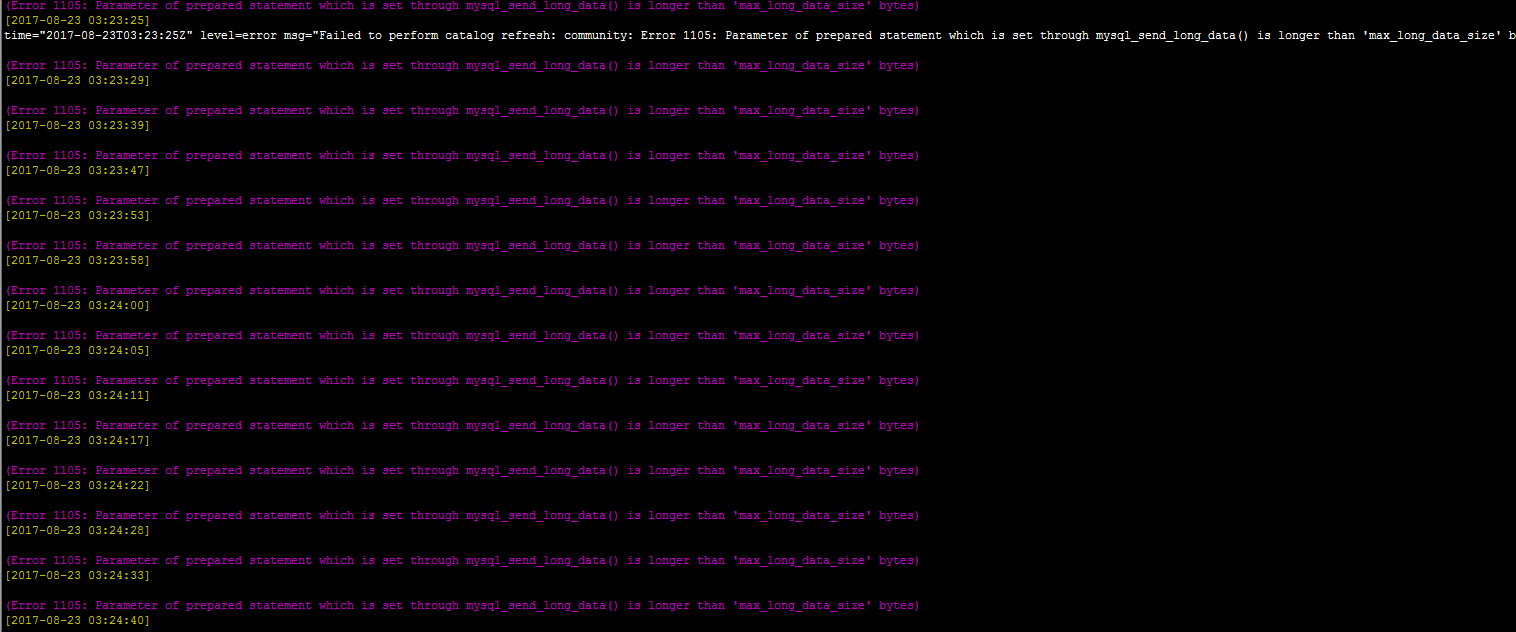 (Error 1105: Parameter of prepared statement which is set through mysql_send_long_data() is longer than 'max_long_data_size' bytes)
[2017-08-23 03:23:25]
time="2017-08-23T03:23:25Z" level=error msg="Failed to perform catalog refresh: community: Error 1105: Parameter of prepared statement which is set through mysql_send_long_data() is longer than 'max_long_data_size' b
(Error 1105: Parameter of prepared statement which is set through mysql_send_long_data() is longer than 'max_long_data_size' bytes)
[2017-08-23 03:23:29]
(Error 1105: Parameter of prepared statement which is set through mysql_send_long_data() is longer than 'max_long_data_size' bytes)
[2017-08-23 03:23:39]
(Error 1105: Parameter of prepared statement which is set through mysql_send_long_data() is longer than 'max_long_data_size' bytes)
[2017-08-23 03:23:47]
(Error 1105: Parameter of prepared statement which is set through mysql_send_long_data() is longer than 'max_long_data_size' bytes)
[2017-08-23 03:23:53]
(Error 1105: Parameter of prepared statement which is set through mysql_send_long_data() is longer than 'max_long_data_size' bytes)
[2017-08-23 03:23:58]
(Error 1105: Parameter of prepared statement which is set through mysql_send_long_data() is longer than 'max_long_data_size' bytes)
[2017-08-23 03:24:00]
(Error 1105: Parameter of prepared statement which is set through mysql_send_long_data() is longer than 'max_long_data_size' bytes)
[2017-08-23 03:24:05]
(Error 1105: Parameter of prepared statement which is set through mysql_send_long_data() is longer than 'max_long_data_size' bytes)
[2017-08-23 03:24:11]
(Error 1105: Parameter of prepared statement which is set through mysql_send_long_data() is longer than 'max_long_data_size' bytes)
[2017-08-23 03:24:17]
(Error 1105: Parameter of prepared statement which is set through mysql_send_long_data() is longer than 'max_long_data_size' bytes)
[2017-08-23 03:24:22]
(Error 1105: Parameter of prepared statement which is set through mysql_send_long_data() is longer than 'max_long_data_size' bytes)
[2017-08-23 03:24:28]
(Error 1105: Parameter of prepared statement which is set through mysql_send_long_data() is longer than 'max_long_data_size' bytes)
[2017-08-23 03:24:33]
(Error 1105: Parameter of prepared statement which is set through mysql_send_long_data() is longer than 'max_long_data_size' bytes)
[2017-08-23 03:24:40]